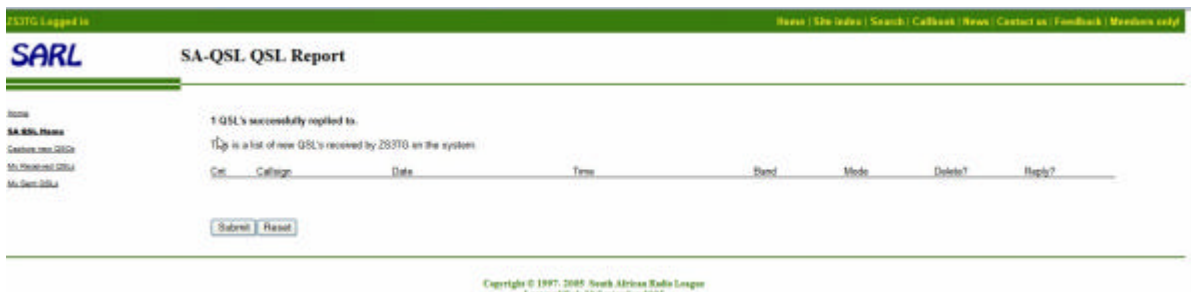 ZS3TG Logged in
Home | Site Index | Search | Callbook | News | Contact us | Feedback | Members only!
SARL
SA-QSL QSL Report
Home
SA QSL Home
Capture new QSOs
My Received QSLs
My Sent QSLs
1 QSL's successfully replied to.
This is a list of new QSL's received by ZS3TG on the system.
Cnt Callsign Date Time Band Mode Delete? Reply?
Submit Reset
Copyright © 1997- 2005 South African Radio League